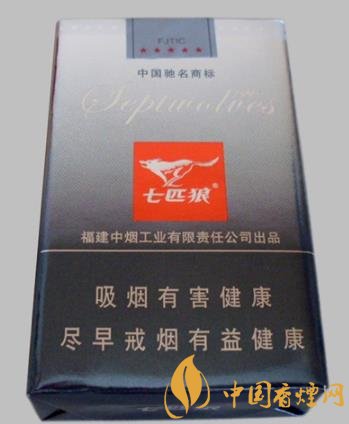 FJTIC
★★★★★
中国驰名商标
Septwolves
七匹狼®
福建中烟工业有限责任公司出品
吸烟有害健康
尽早戒烟有益健康
中国香煙网